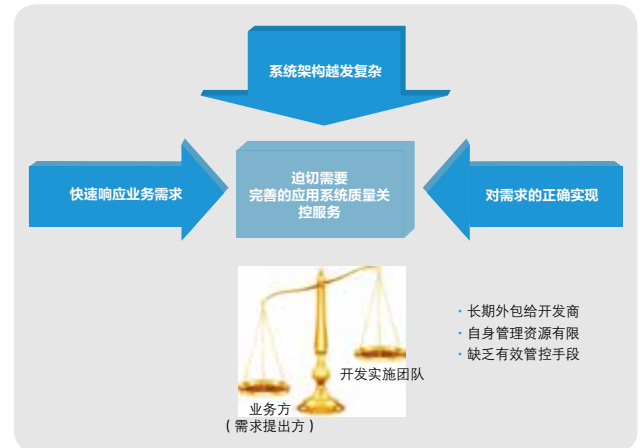 系统架构越发复杂
快速响应业务需求
迫切需要
完善的应用系统质量关
控服务
对需求的正确实现
·长期外包给开发商
·自身管理资源有限
·缺乏有效管控手段
开发实施团队
业务方
（需求提出方）